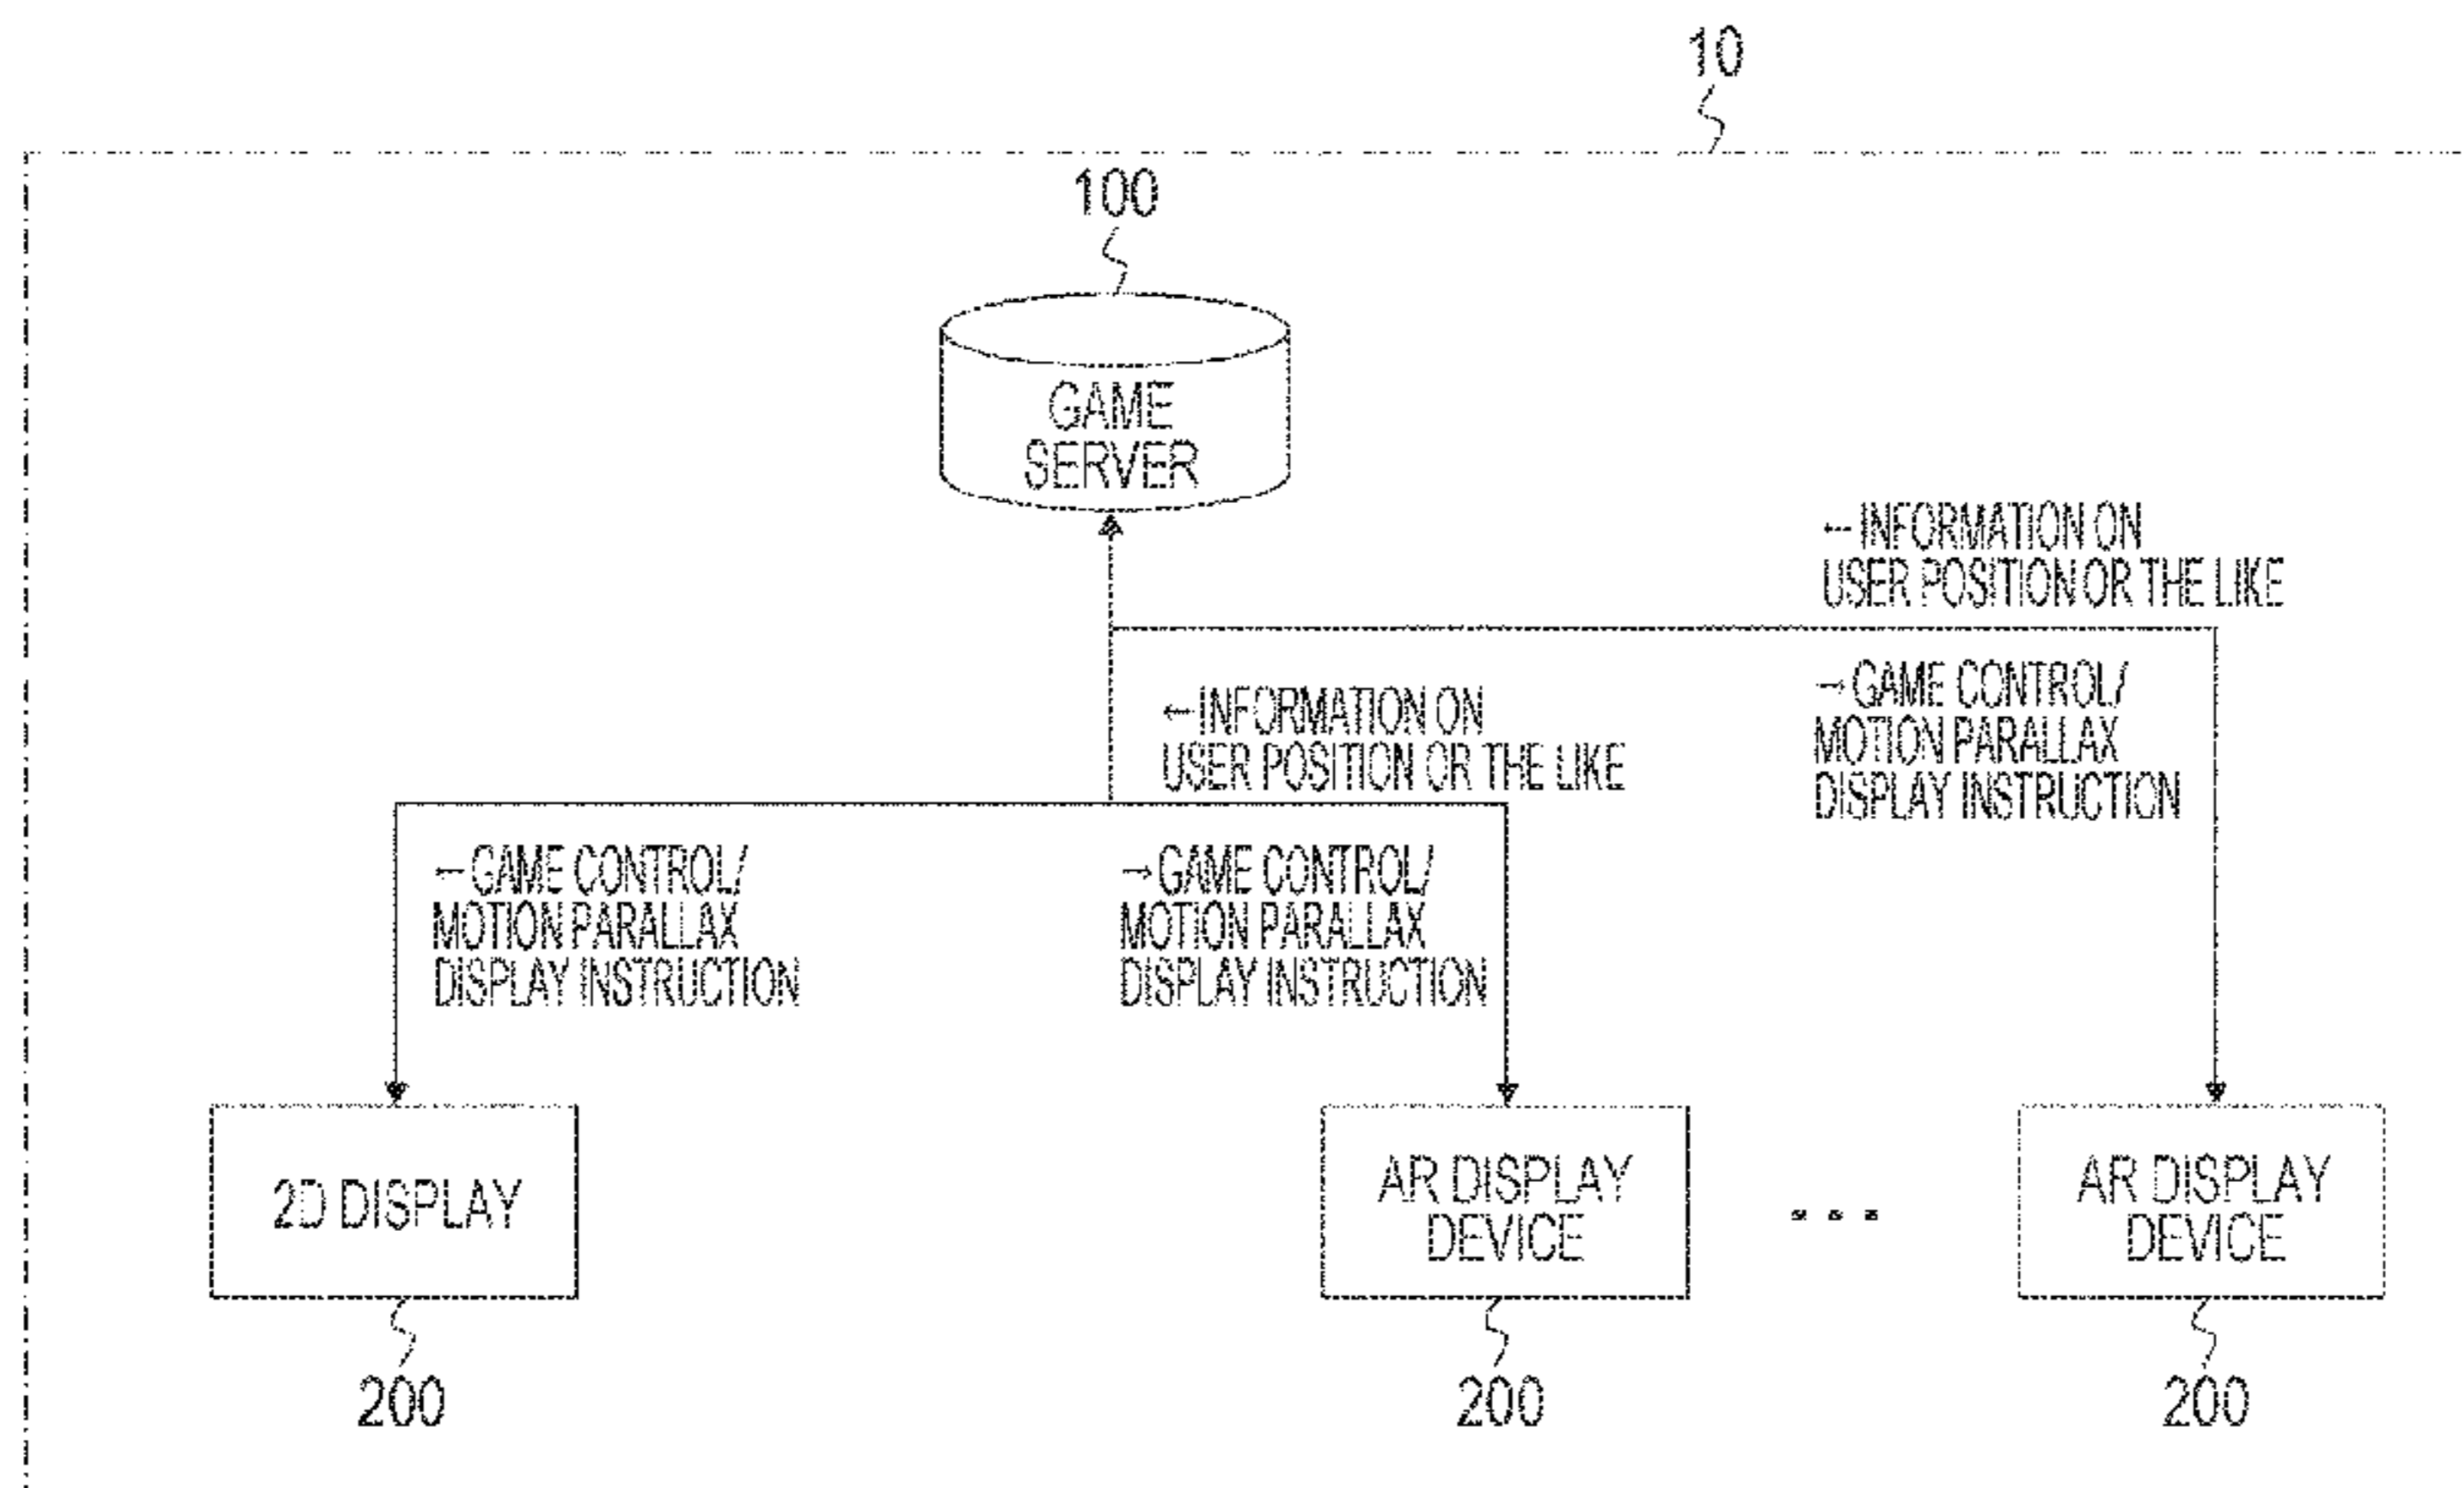 10
100
GAME
SERVER
← INFORMATION ON
USER POSITION OR THE LIKE
→ GAME CONTROL/
MOTION PARALLAX
DISPLAY INSTRUCTION
← INFORMATION ON
USER POSITION OR THE LIKE
← GAME CONTROL/
MOTION PARALLAX
DISPLAY INSTRUCTION
→ GAME CONTROL/
MOTION PARALLAX
DISPLAY INSTRUCTION
2D DISPLAY
AR DISPLAY
DEVICE
...
AR DISPLAY
DEVICE
200
200
200